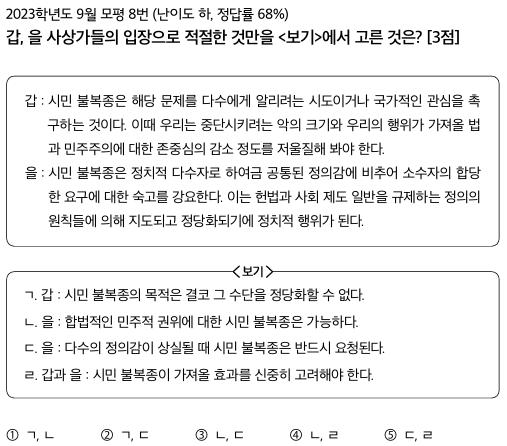 2023학년도 9월 모평 8번 (난이도 하, 정답률 68%)
갑, 을 사상가들의 입장으로 적절한 것만을 <보기>에서 고른 것은? [3점]
갑 : 시민 불복종은 해당 문제를 다수에게 알리려는 시도이거나 국가적인 관심을 촉
구하는 것이다. 이때 우리는 중단시키려는 악의 크기와 우리의 행위가 가져올 법
과 민주주의에 대한 존중심의 감소 정도를 저울질해 봐야 한다.
을 : 시민 불복종은 정치적 다수자로 하여금 공통된 정의감에 비추어 소수자의 합당
한 요구에 대한 숙고를 강요한다. 이는 헌법과 사회 제도 일반을 규제하는 정의의
원칙들에 의해 지도되고 정당화되기에 정치적 행위가 된다.
<보기>
ㄱ. 갑 : 시민 불복종의 목적은 결코 그 수단을 정당화할 수 없다.
ㄴ. 을 : 합법적인 민주적 권위에 대한 시민 불복종은 가능하다.
ㄷ. 을 : 다수의 정의감이 상실될 때 시민 불복종은 반드시 요청된다.
ㄹ. 갑과 을 : 시민 불복종이 가져올 효과를 신중히 고려해야 한다.
① ㄱ, ㄴ ② ㄱ, ㄷ ③ ㄴ, ㄷ ④ ㄴ, ㄹ ⑤ ㄷ, ㄹ